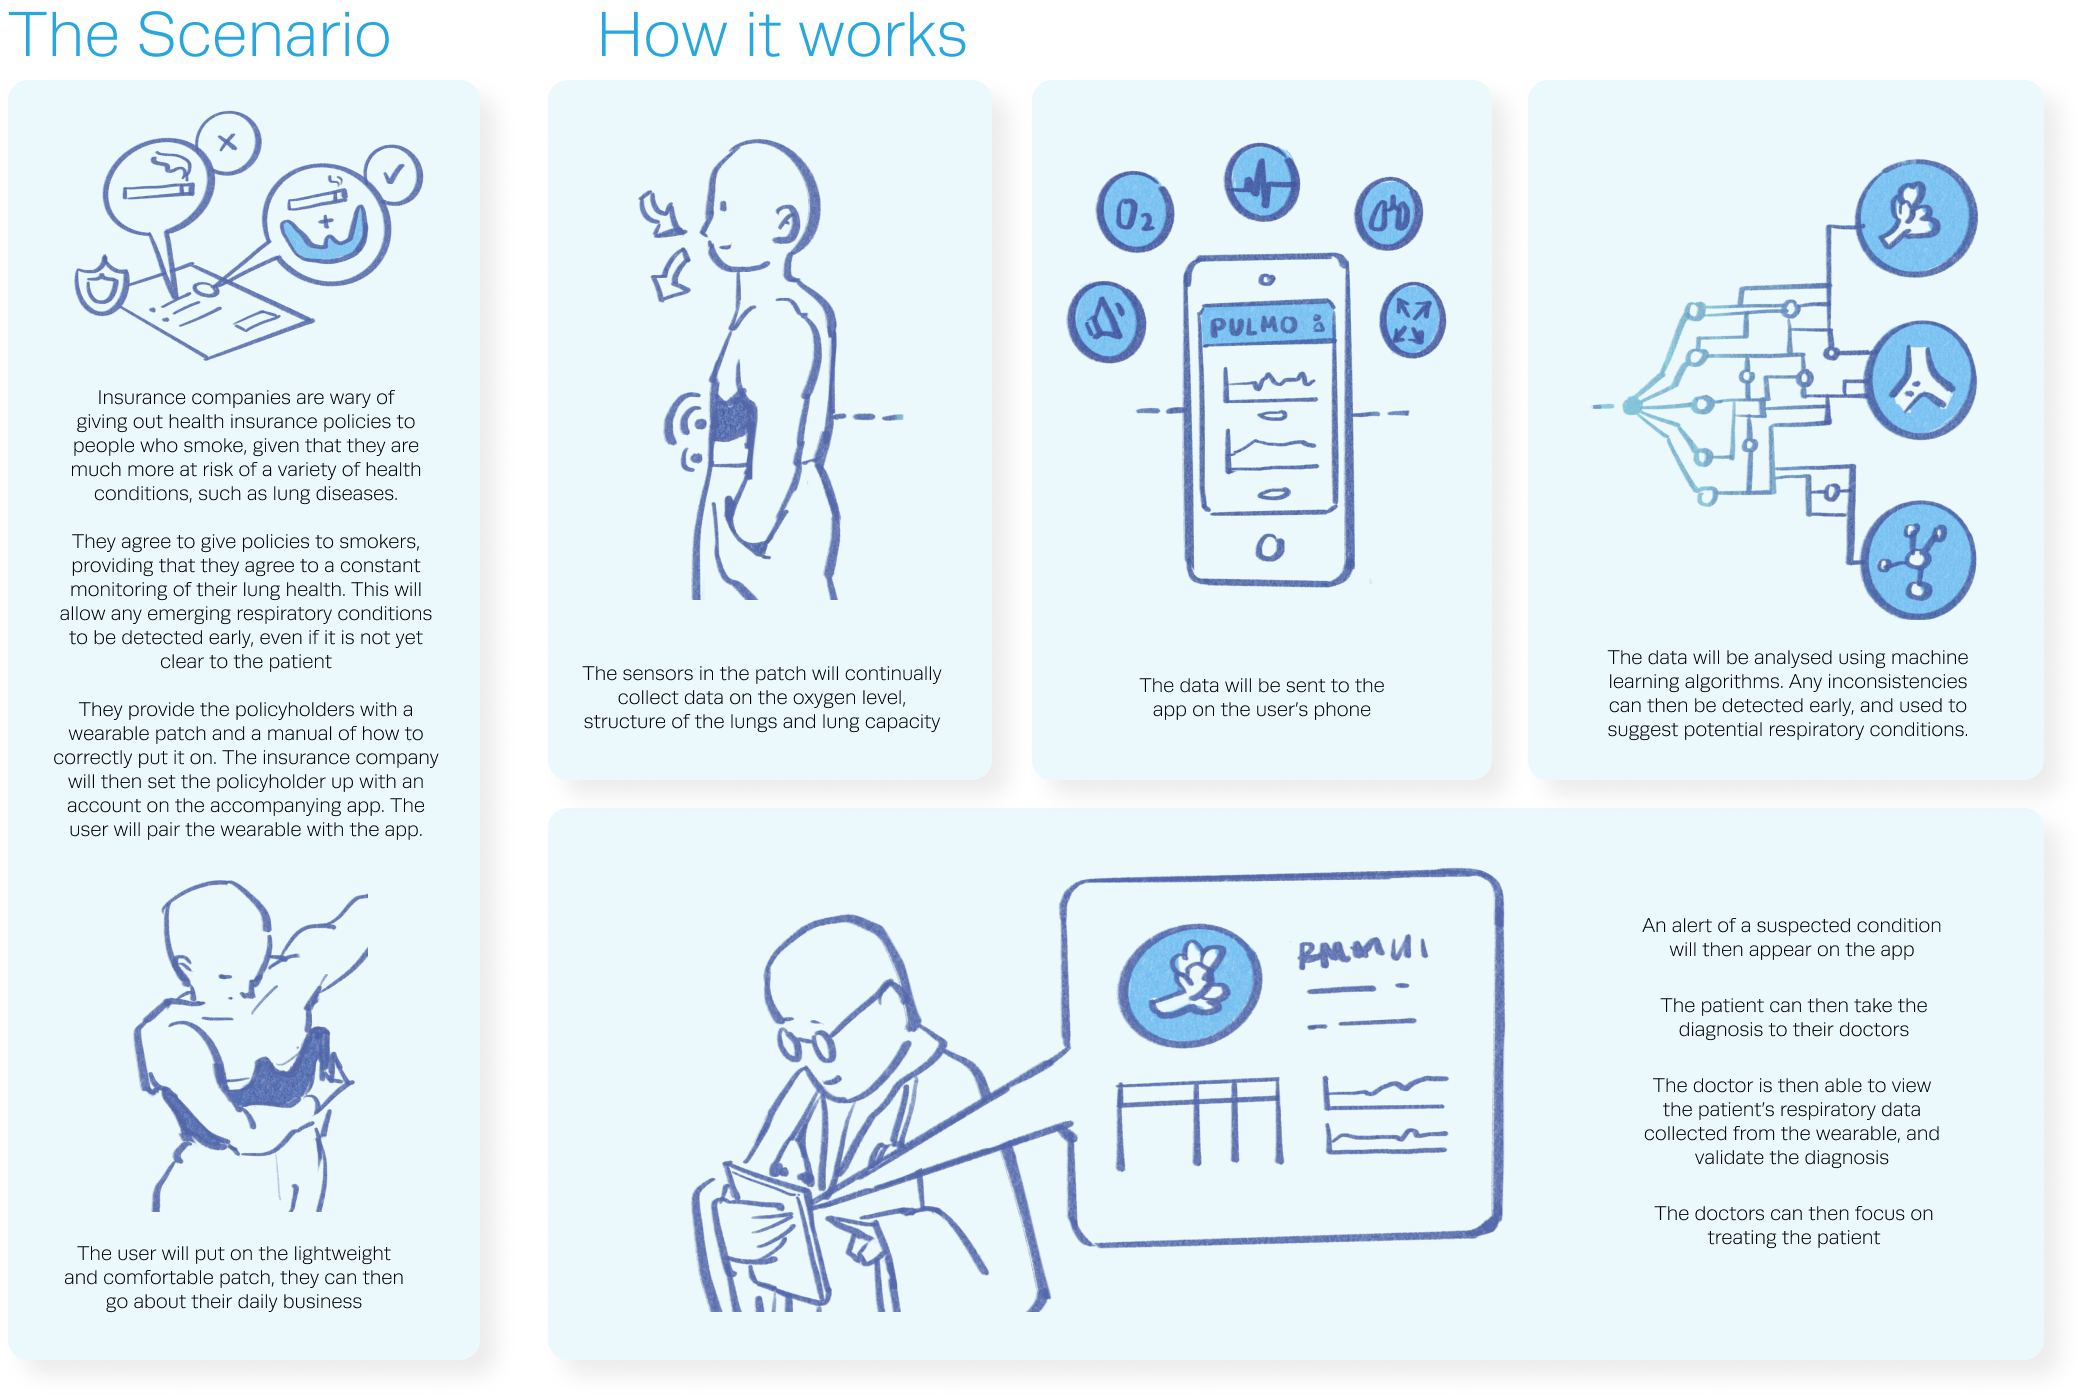 The Scenario
Insurance companies are wary of
giving out health insurance policies to
people who smoke, given that they are
much more at risk of a variety of health
conditions, such as lung diseases.
They agree to give policies to smokers,
providing that they agree to a constant
monitoring of their lung health. This will
allow any emerging respiratory conditions
to be detected early, even if it is not yet
clear to the patient
They provide the policyholders with a
wearable patch and a manual of how to
correctly put it on. The insurance company
will then set the policyholder up with an
account on the accompanying app. The
user will pair the wearable with the app.
The user will put on the lightweight
and comfortable patch, they can then
go about their daily business
How it works
The sensors in the patch will continually
collect data on the oxygen level,
structure of the lungs and lung capacity
O2
PULMO
The data will be sent to the
app on the user's phone
The data will be analysed using machine
learning algorithms. Any inconsistencies
can then be detected early, and used to
suggest potential respiratory conditions.
An alert of a suspected condition
will then appear on the app
The patient can then take the
diagnosis to their doctors
The doctor is then able to view
the patient's respiratory data
collected from the wearable, and
validate the diagnosis
The doctors can then focus on
treating the patient